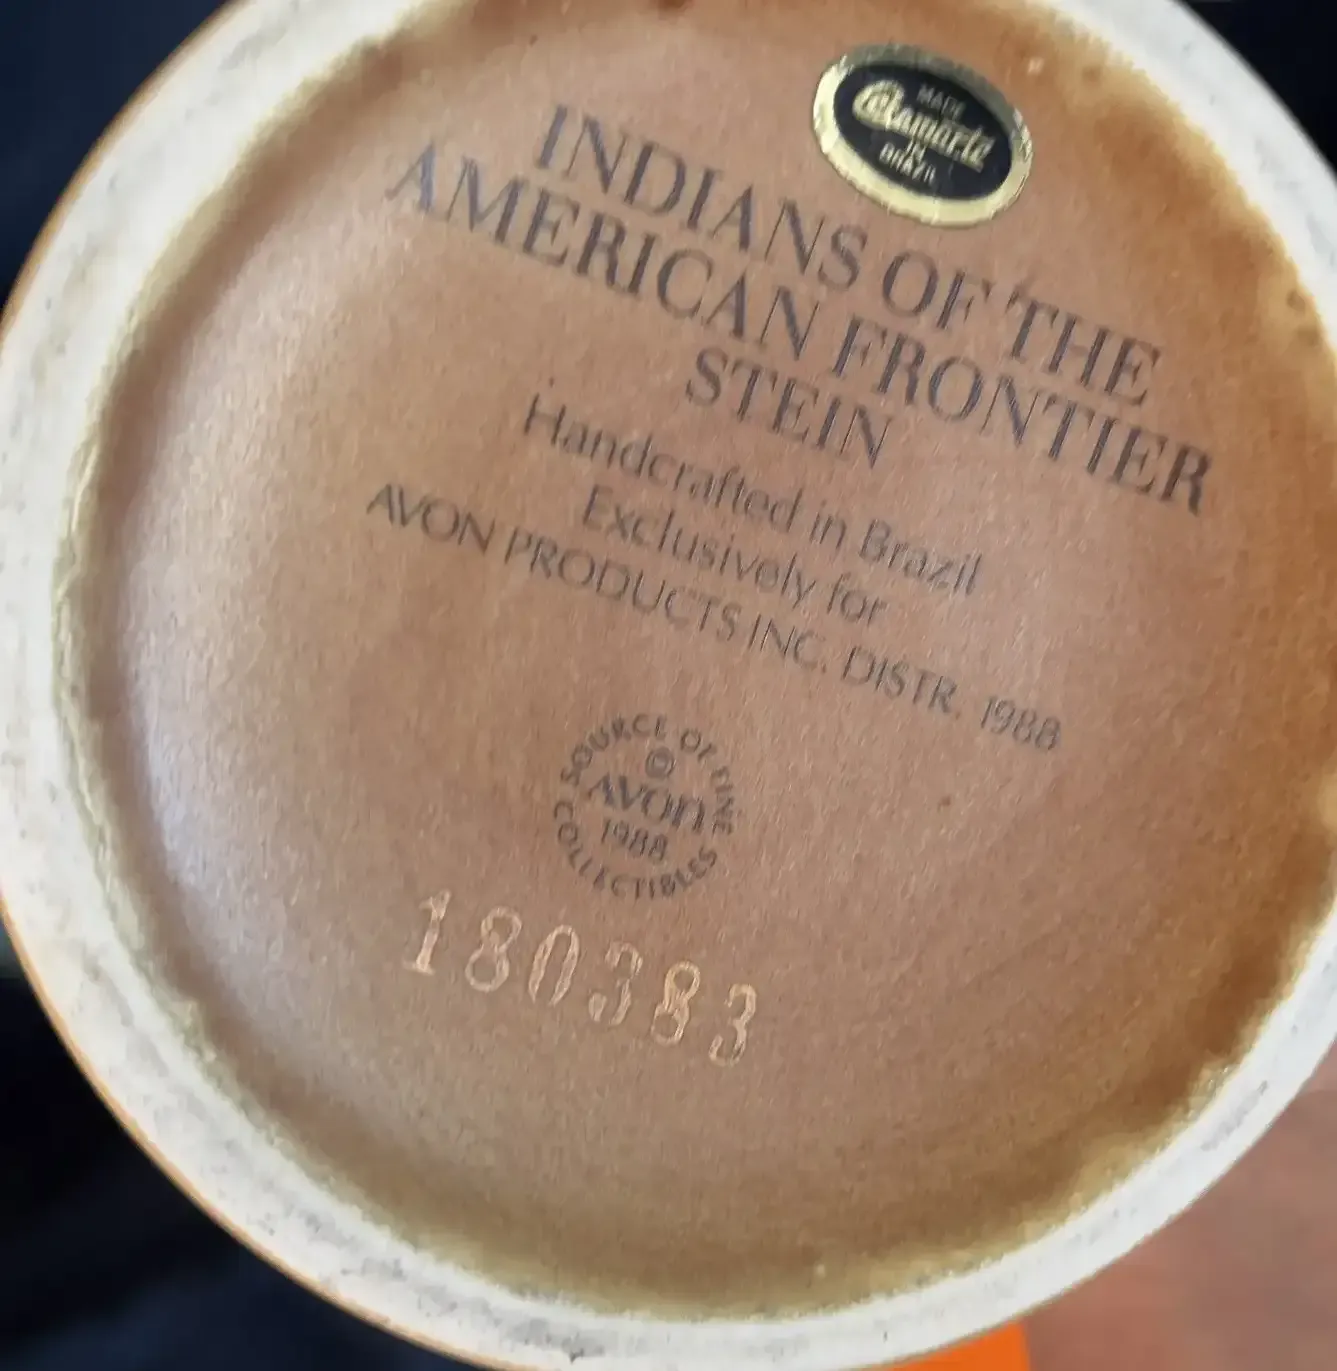 MADE
Ceramarte
IN
BRAZIL
INDIANS OF THE
AMERICAN FRONTIER
STEIN
Handcrafted in Brazil
Exclusively for
AVON PRODUCTS INC. DISTR. 1988
SOURCE OF FINE
©
AVON
1988
COLLECTIBLES
180383